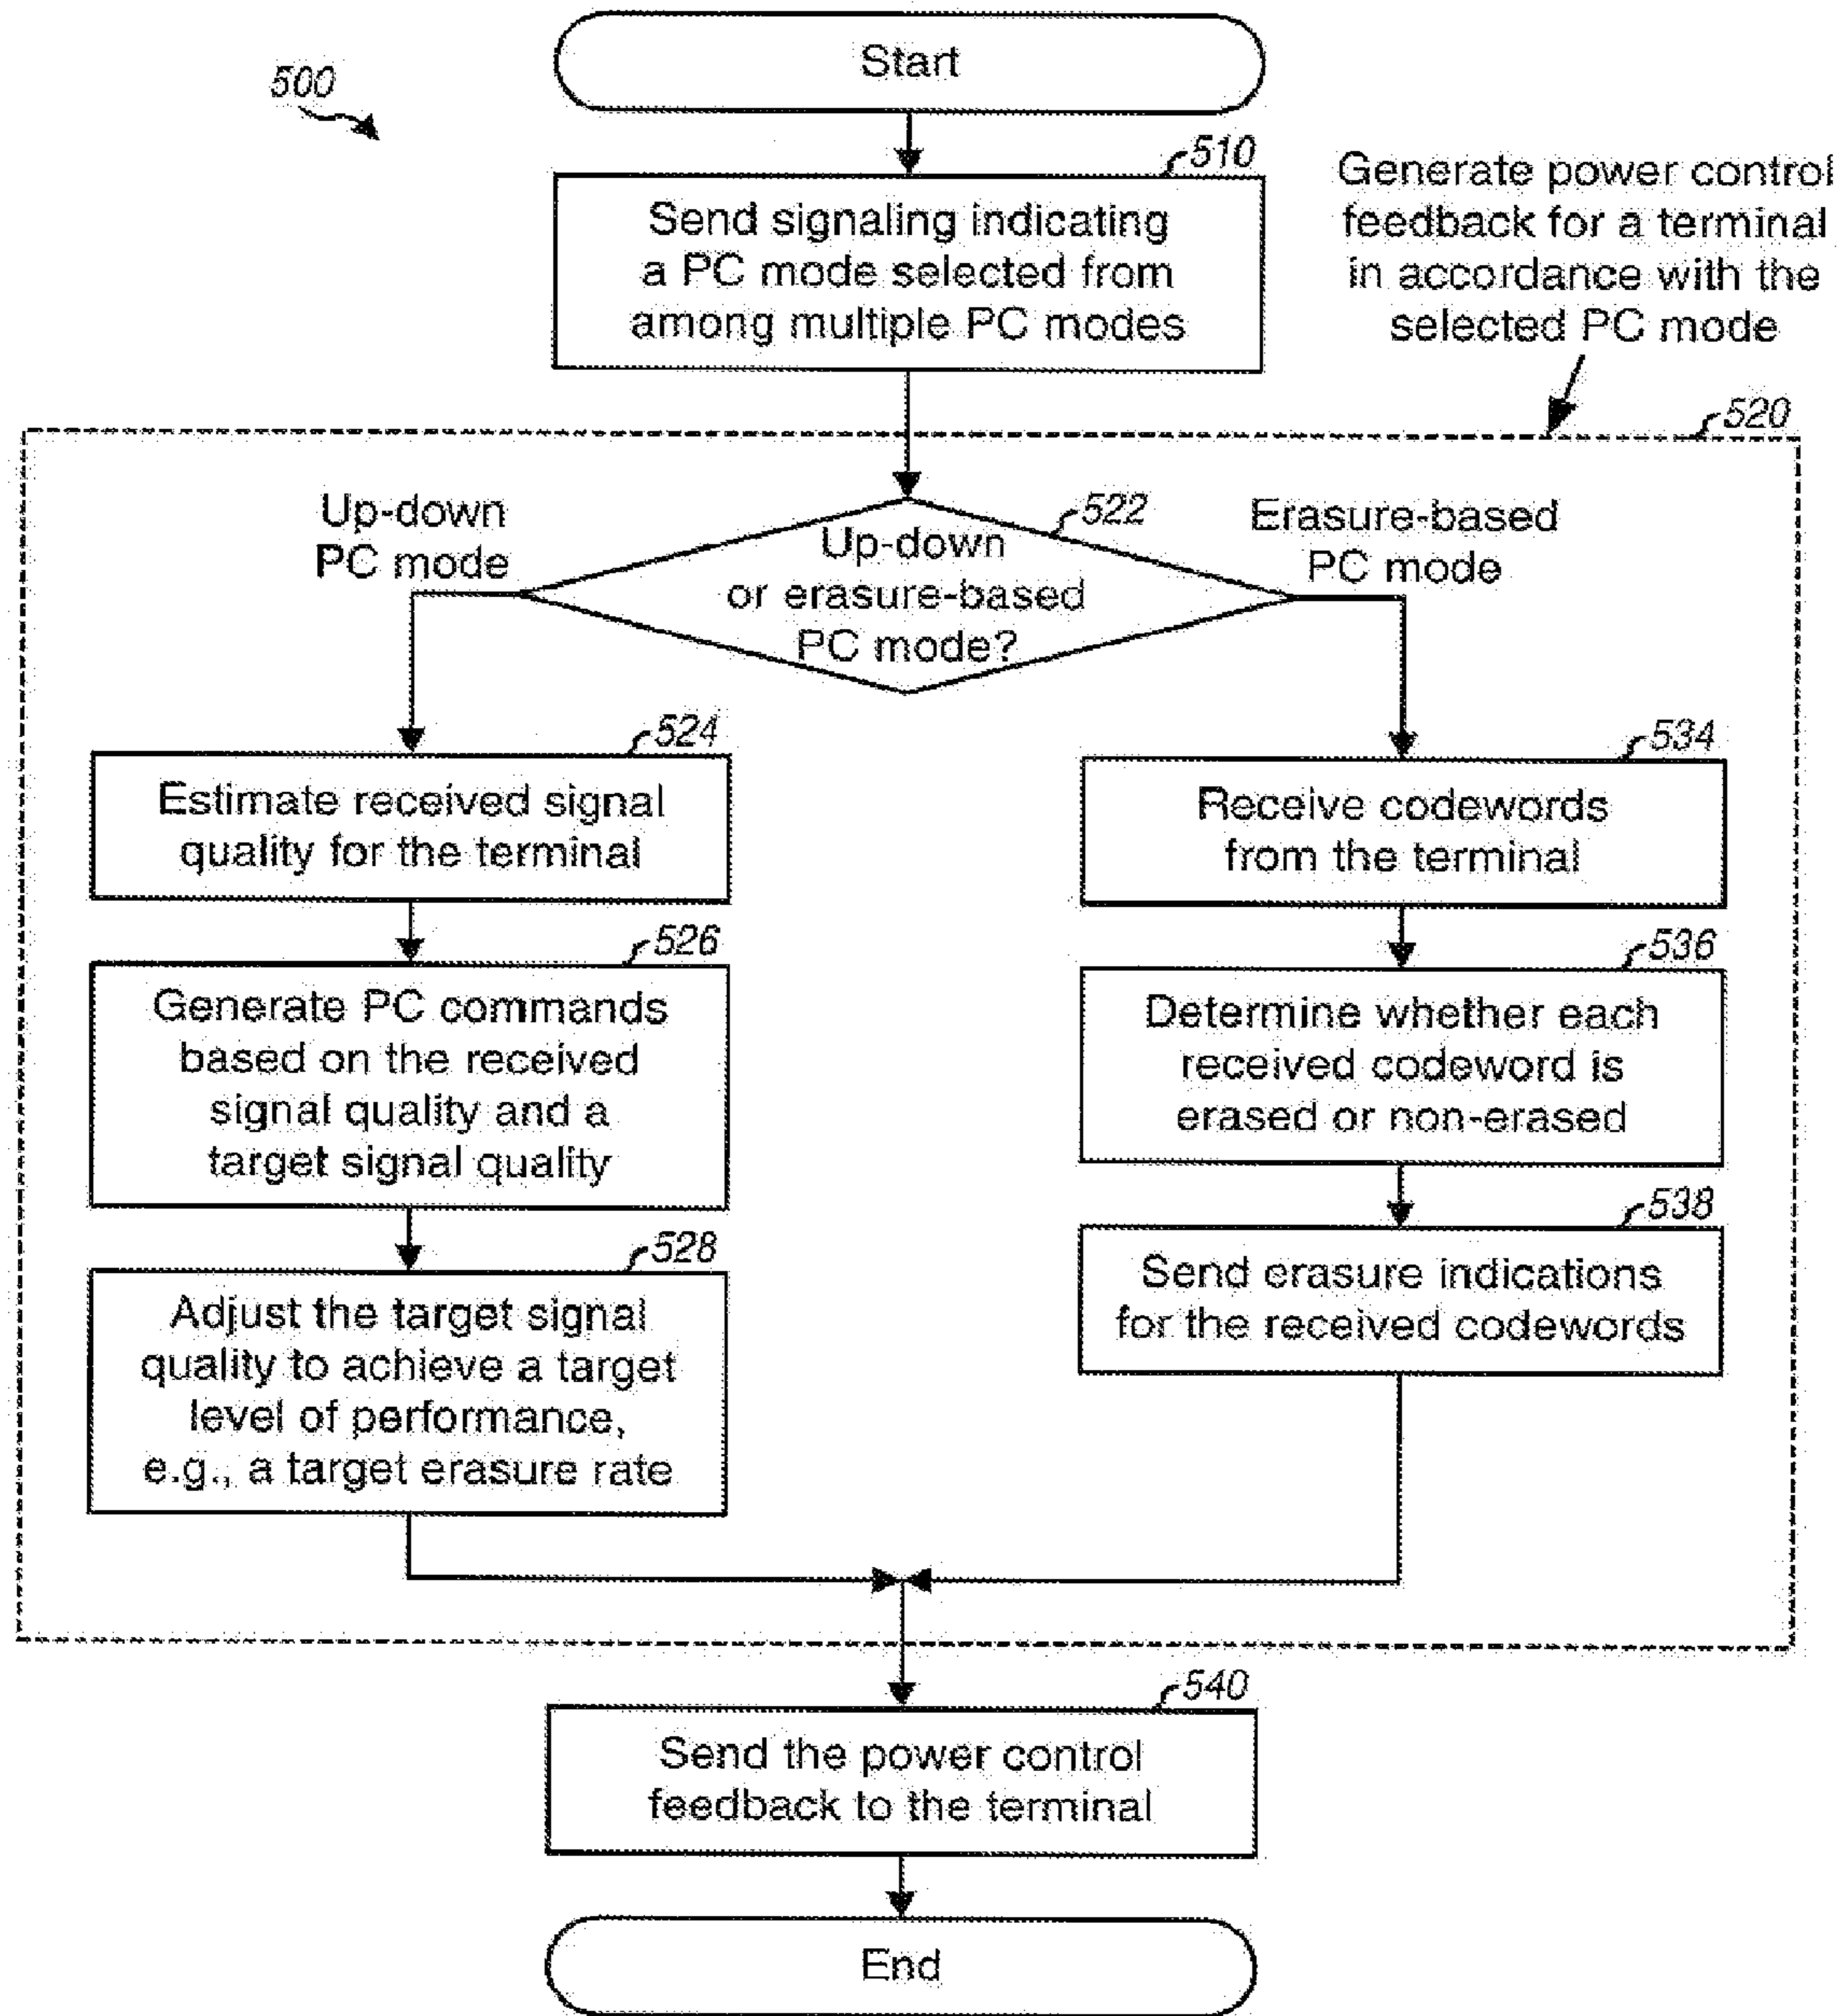 Start
500
510
Send signaling indicating
a PC mode selected from
among multiple PC modes
Generate power control
feedback for a terminal
in accordance with the
selected PC mode
520
Up-down
PC mode
522
Up-down
or erasure-based
PC mode?
Erasure-based
PC mode
524
Estimate received signal
quality for the terminal
526
Generate PC commands
based on the received
signal quality and a
target signal quality
528
Adjust the target signal
quality to achieve a target
level of performance,
e.g., a target erasure rate
534
Receive codewords
from the terminal
536
Determine whether each
received codeword is
erased or non-erased
538
Send erasure indications
for the received codewords
540
Send the power control
feedback to the terminal
End